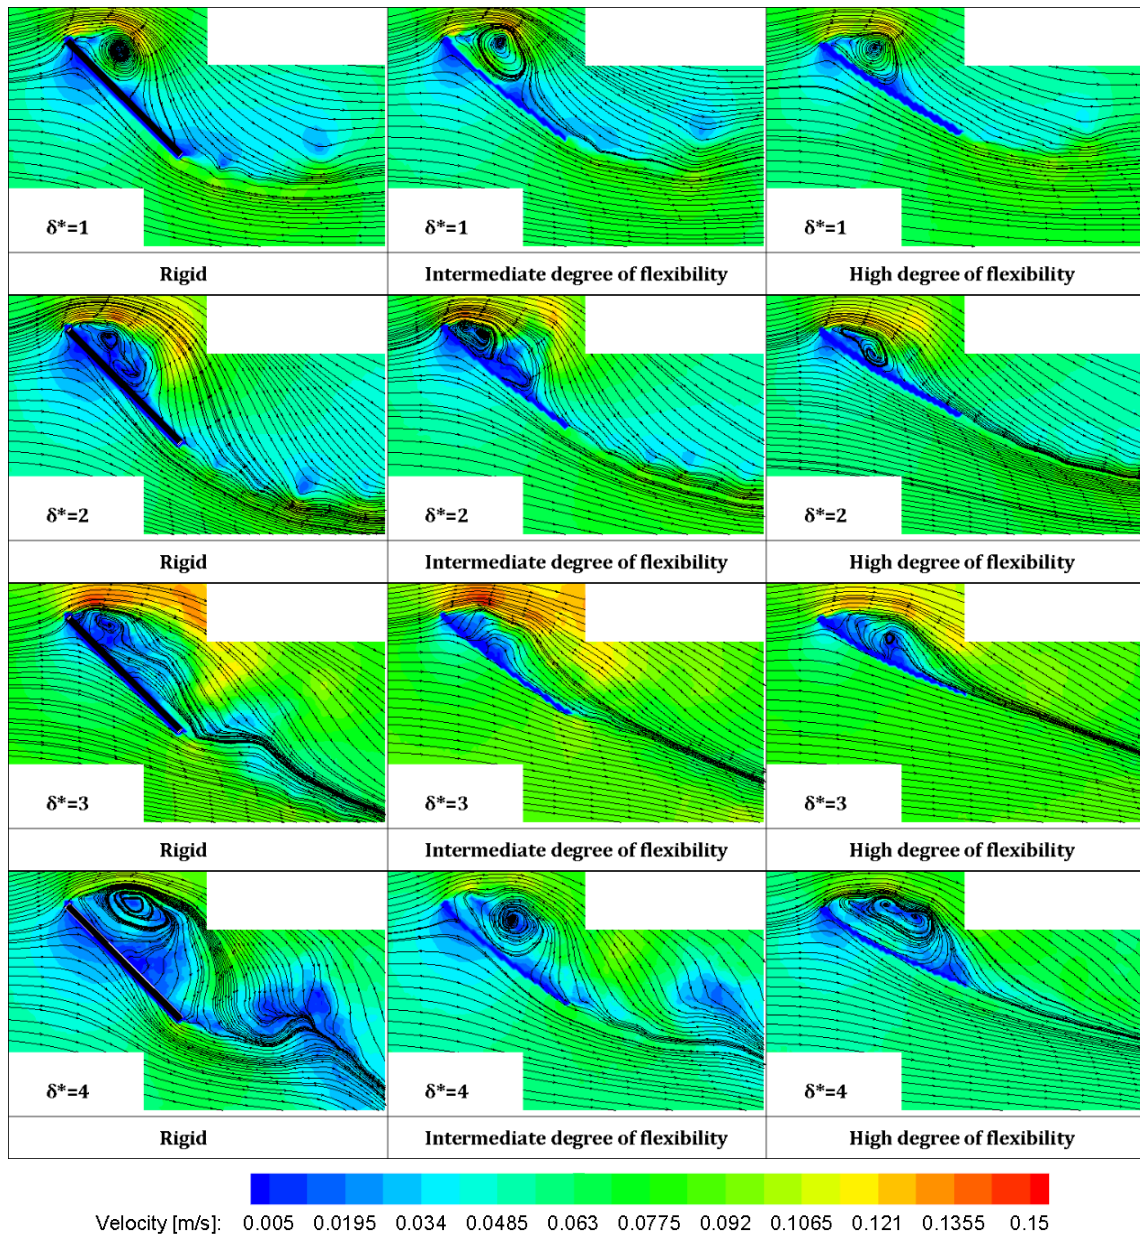 δ*=1 δ*=1 δ*=1
Rigid Intermediate degree of flexibility High degree of flexibility
δ*=2 δ*=2 δ*=2
Rigid Intermediate degree of flexibility High degree of flexibility
δ*=3 δ*=3 δ*=3
Rigid Intermediate degree of flexibility High degree of flexibility
δ*=4 δ*=4 δ*=4
Rigid Intermediate degree of flexibility High degree of flexibility
Velocity [m/s]: 0.005 0.0195 0.034 0.0485 0.063 0.0775 0.092 0.1065 0.121 0.1355 0.15